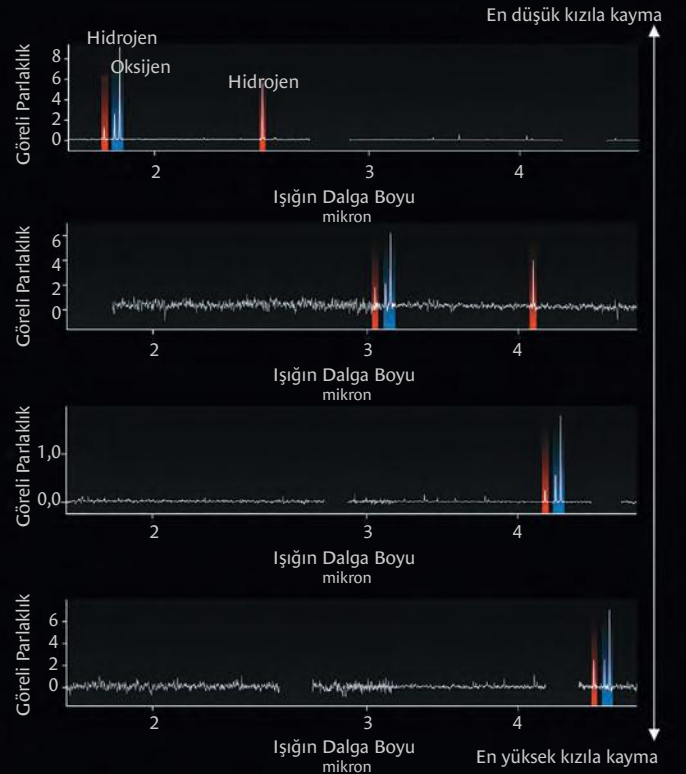 En düşük kızıla kayma
Hidrojen
Oksijen
Hidrojen
Göreli Parlaklık
8
6
4
2
0
2 3 4
Işığın Dalga Boyu
mikron
Göreli Parlaklık
6
4
2
0
2 3 4
Işığın Dalga Boyu
mikron
Göreli Parlaklık
1,0
0,0
2 3 4
Işığın Dalga Boyu
mikron
Göreli Parlaklık
6
4
2
0
2 3 4
Işığın Dalga Boyu
mikron
En yüksek kızıla kayma